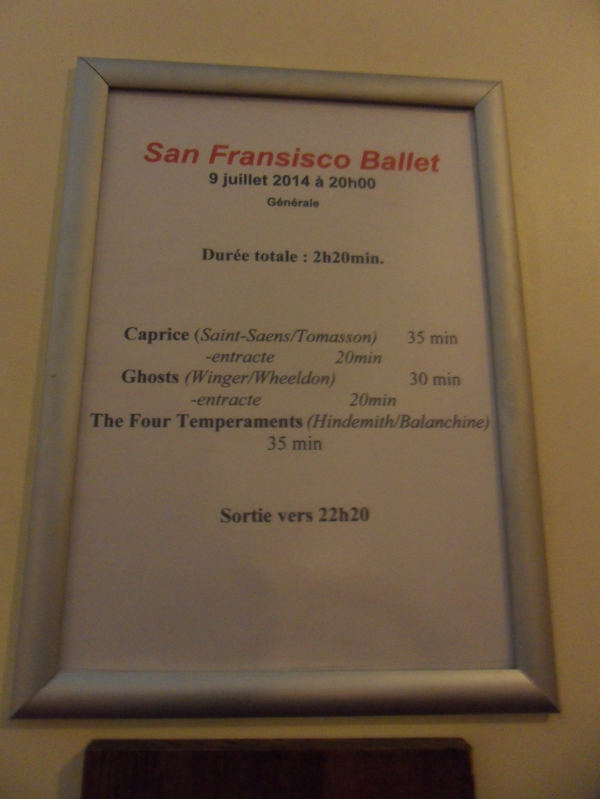 San Fransisco Ballet
9 juillet 2014 à 20h00
Générale
Durée totale : 2h20min.
Caprice (Saint-Saens/Tomasson) 35 min
-entracte 20min
Ghosts (Winger/Wheeldon) 30 min
-entracte 20min
The Four Temperaments (Hindemith/Balanchine)
35 min
Sortie vers 22h20